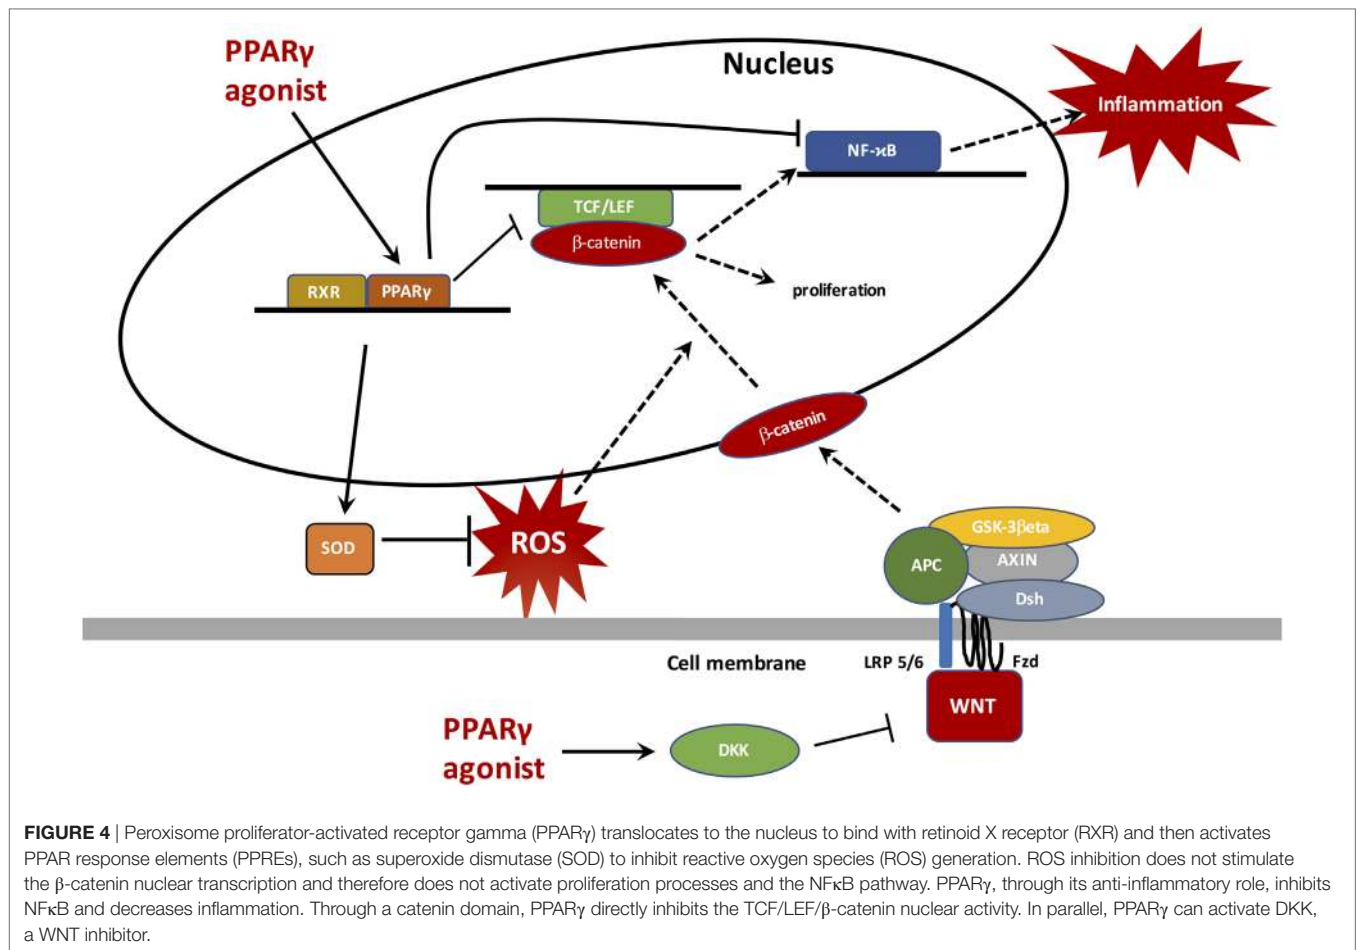 PPARγ
agonist
Nucleus
Inflammation
NF-ϰB
TCF/LEF
β-catenin
RXR
PPARγ
proliferation
β-catenin
SOD
ROS
GSK-3βeta
APC
AXIN
Dsh
Cell membrane
LRP 5/6
Fzd
WNT
PPARγ
agonist
DKK
FIGURE 4 | Peroxisome proliferator-activated receptor gamma (PPARγ) translocates to the nucleus to bind with retinoid X receptor (RXR) and then activates
PPAR response elements (PPREs), such as superoxide dismutase (SOD) to inhibit reactive oxygen species (ROS) generation. ROS inhibition does not stimulate
the β-catenin nuclear transcription and therefore does not activate proliferation processes and the NFκB pathway. PPARγ, through its anti-inflammatory role, inhibits
NFκB and decreases inflammation. Through a catenin domain, PPARγ directly inhibits the TCF/LEF/β-catenin nuclear activity. In parallel, PPARγ can activate DKK,
a WNT inhibitor.